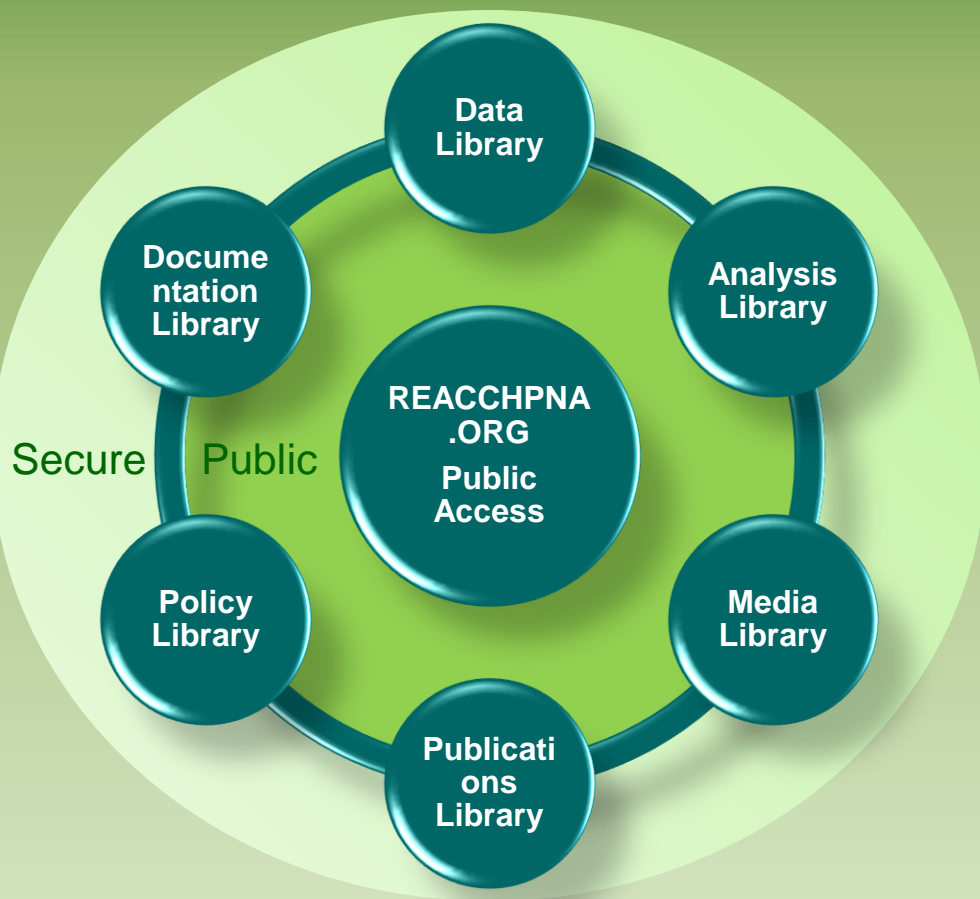 Data
Library
Docume
ntation
Library
Analysis
Library
REACCHPNA
.ORG
Public
Access
Secure
Public
Policy
Library
Media
Library
Publicati
ons
Library